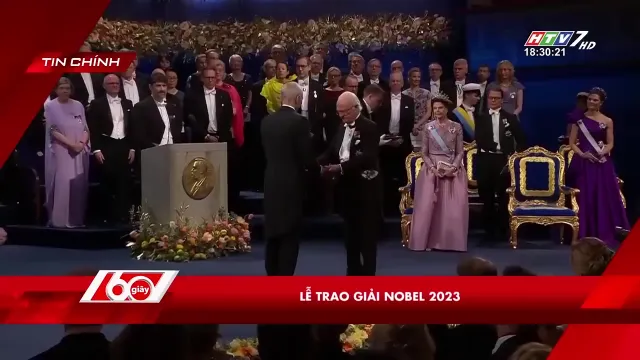 TIN CHÍNH
HTV7 HD
18:30:21
60 giây
LỄ TRAO GIẢI NOBEL 2023